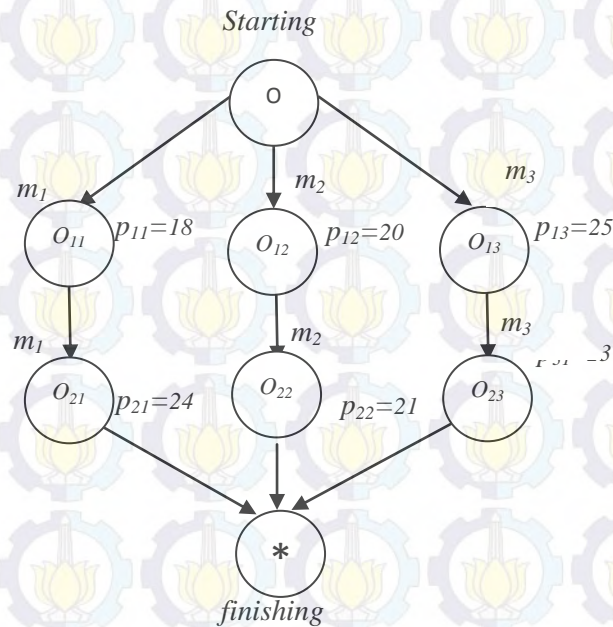 Starting
O
m1
m2
m3
O11 p11=18
O12 p12=20
O13 p13=25
m1
m2
m3
O21 p21=24
O22 p22=21
O23
*
finishing